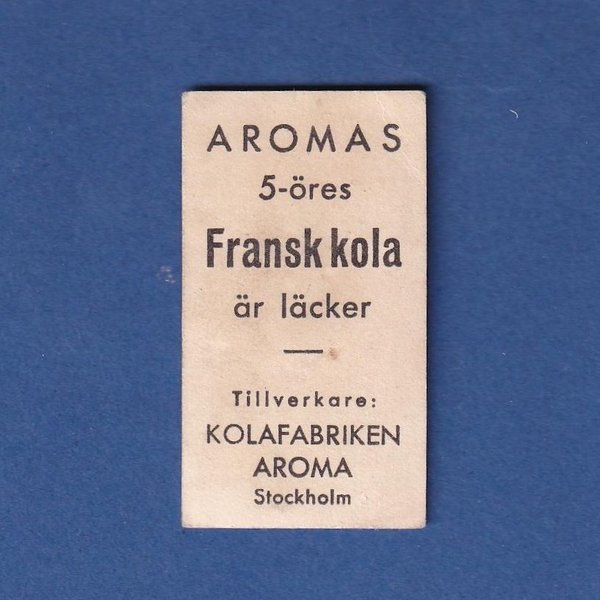 AROMAS
5-öres
Fransk kola
är läcker
Tillverkare:
KOLAFABRIKEN
AROMA
Stockholm